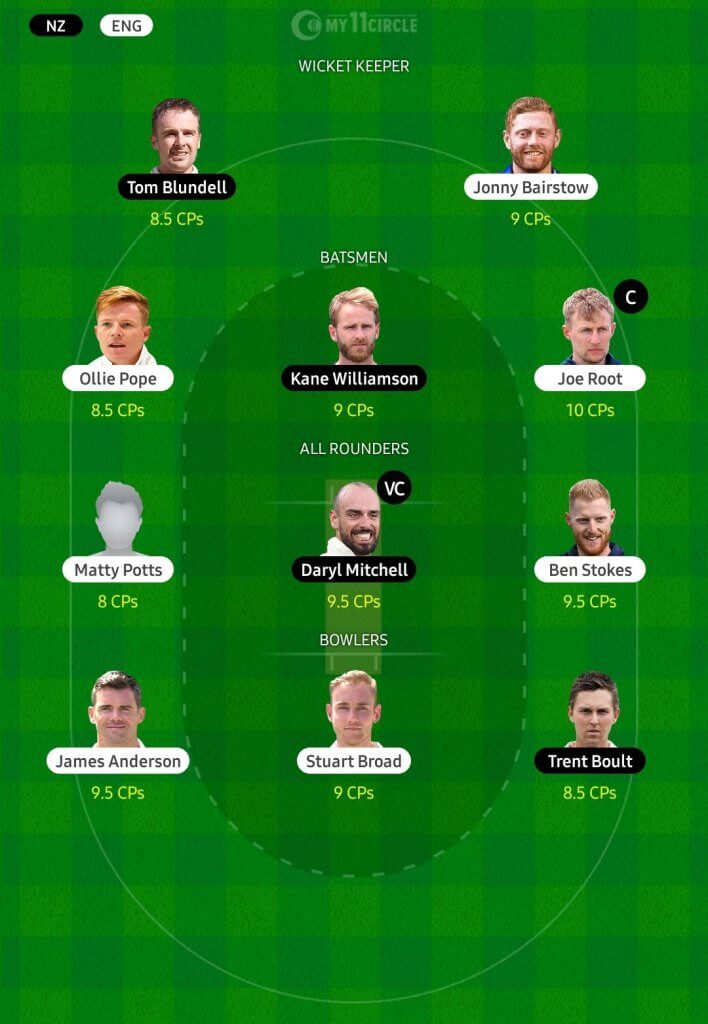 NZ ENG MY11CIRCLE
WICKET KEEPER
Tom Blundell Jonny Bairstow
8.5 CPs 9 CPs
BATSMEN
C
Ollie Pope Kane Williamson Joe Root
8.5 CPs 9 CPs 10 CPs
ALL ROUNDERS
VC
Matty Potts Daryl Mitchell Ben Stokes
8 CPs 9.5 CPs 9.5 CPs
BOWLERS
James Anderson Stuart Broad Trent Boult
9.5 CPs 9 CPs 8.5 CPs